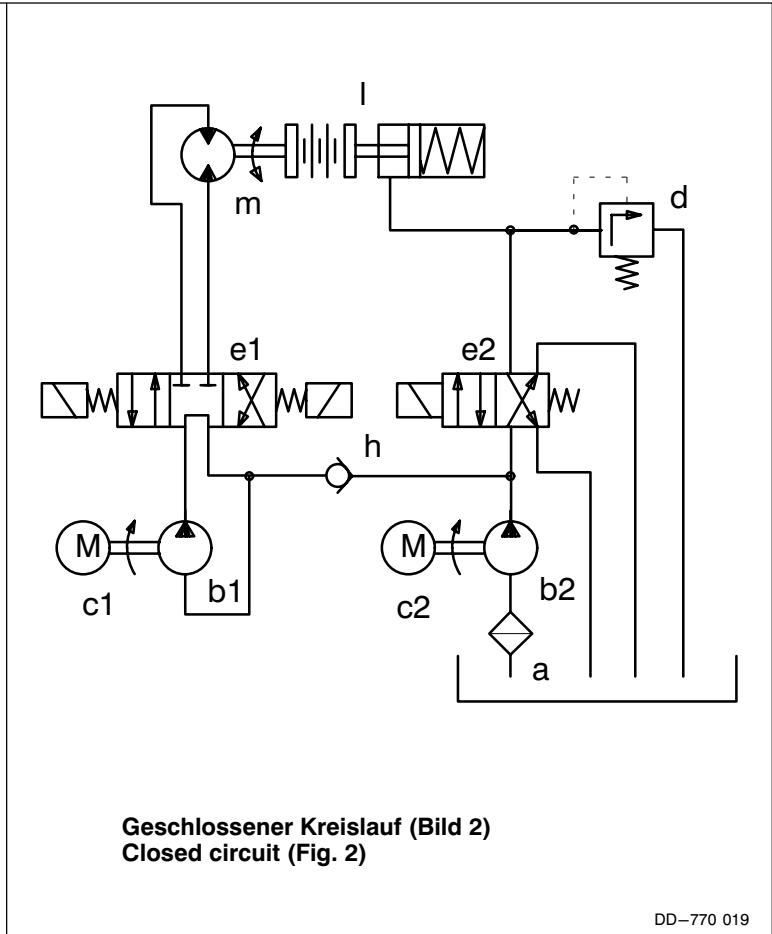 l
m
d
e1
e2
h
M
M
b1
b2
c1
c2
a
Geschlossener Kreislauf (Bild 2)
Closed circuit (Fig. 2)
DD−770 019